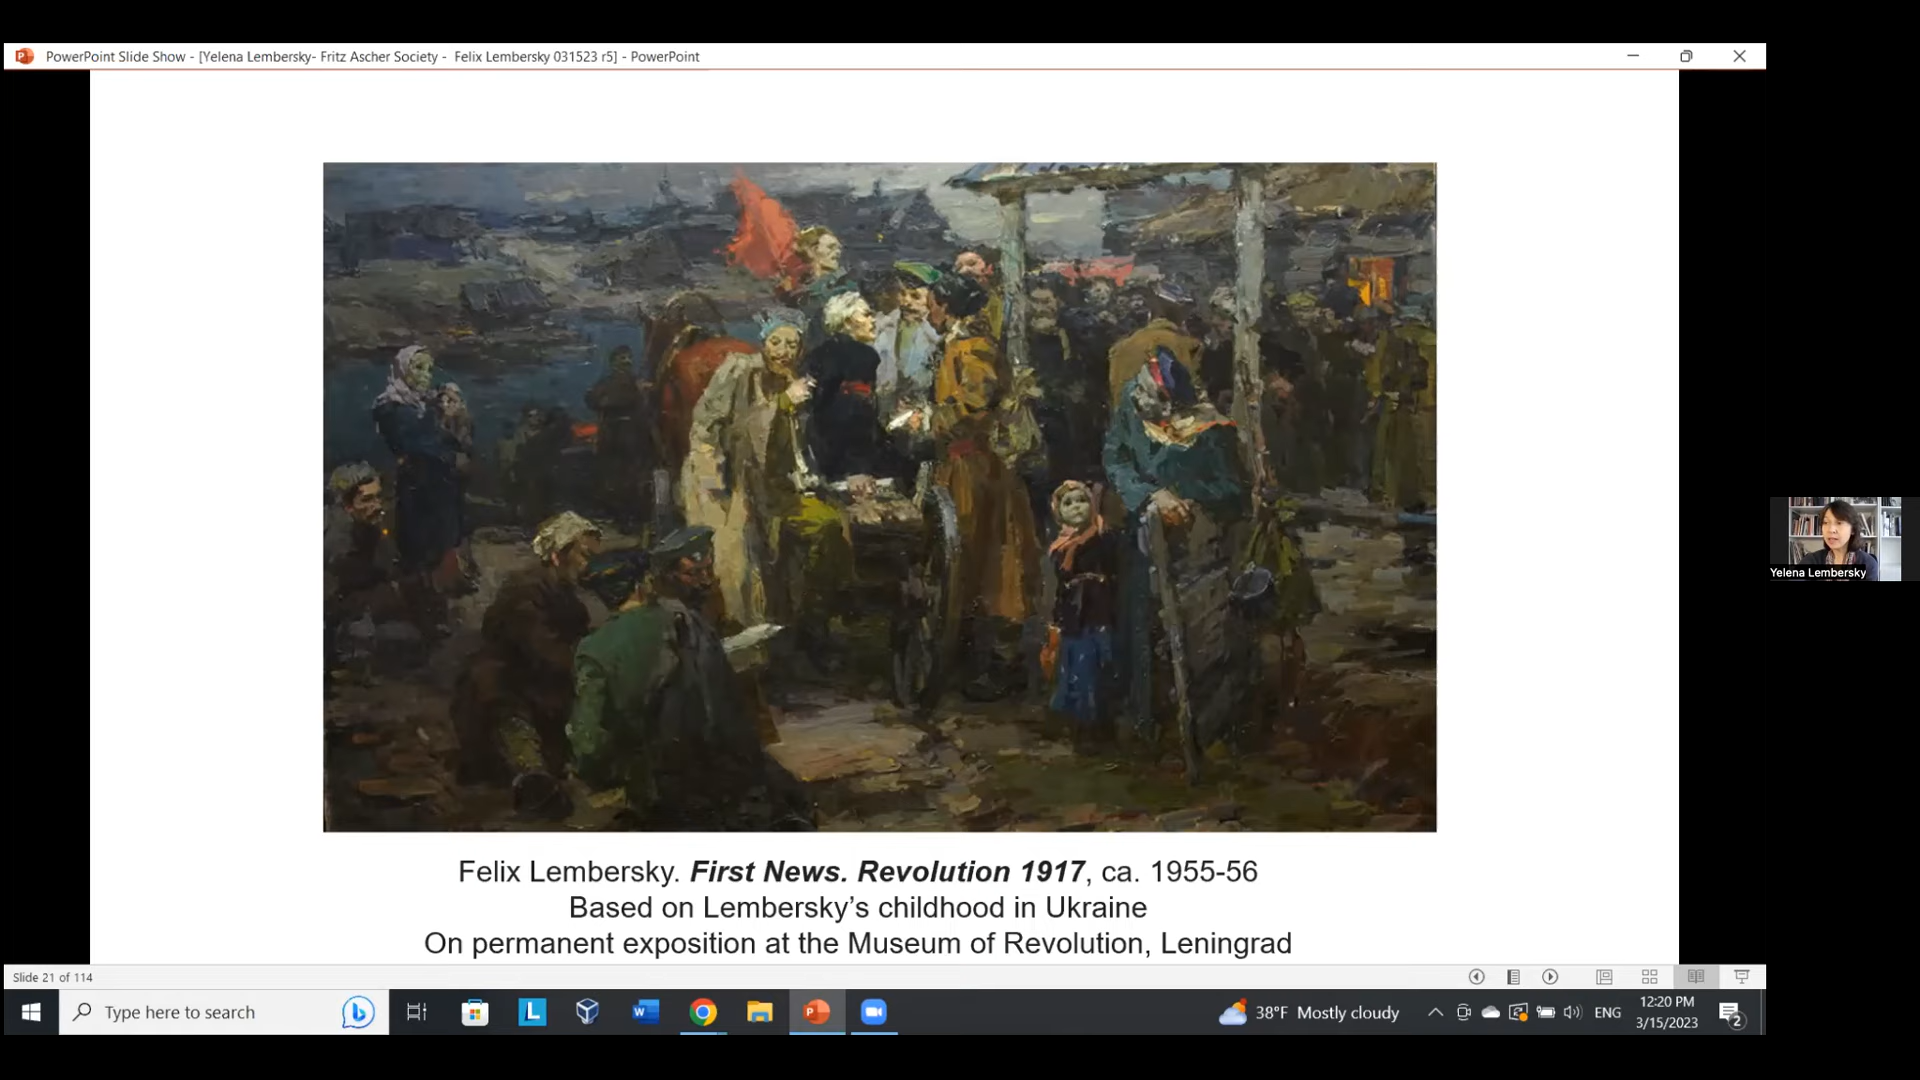 PowerPoint Slide Show - [Yelena Lembersky- Fritz Ascher Society -  Felix Lembersky 031523 r5] - PowerPoint
Yelena Lembersky
Felix Lembersky. First News. Revolution 1917, ca. 1955-56
Based on Lembersky's childhood in Ukraine
On permanent exposition at the Museum of Revolution, Leningrad
Slide 21 of 114
Type here to search
38°F Mostly cloudy
ENG
12:20 PM
3/15/2023
2